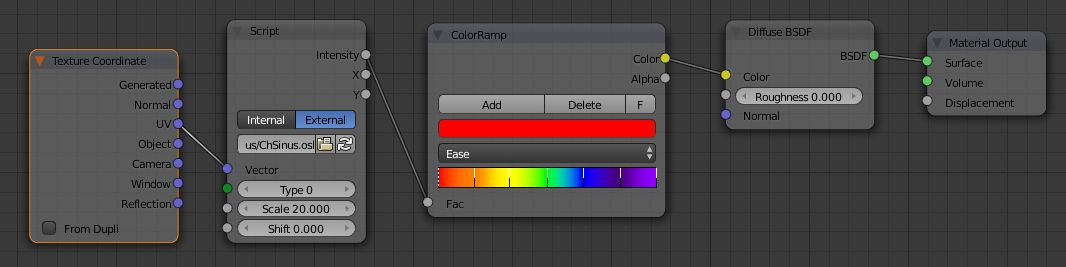 Texture Coordinate
Generated
Normal
UV
Object
Camera
Window
Reflection
From Dupli
Script
Intensity
X
Y
Internal
External
us/ChSinus.osl
Vector
Type 0
Scale 20.000
Shift 0.000
ColorRamp
Color
Alpha
Add
Delete
F
Ease
Fac
Diffuse BSDF
BSDF
Color
Roughness 0.000
Normal
Material Output
Surface
Volume
Displacement